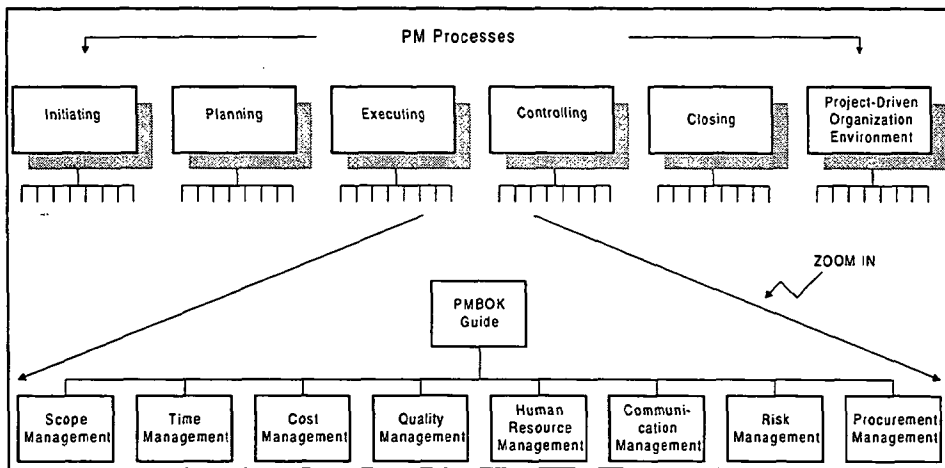 PM Processes
Initiating
Planning
Executing
Controlling
Closing
Project-Driven
Organization
Environment
ZOOM IN
PMBOK
Guide
Scope
Management
Time
Management
Cost
Management
Quality
Management
Human
Resource
Management
Communi-
cation
Management
Risk
Management
Procurement
Management